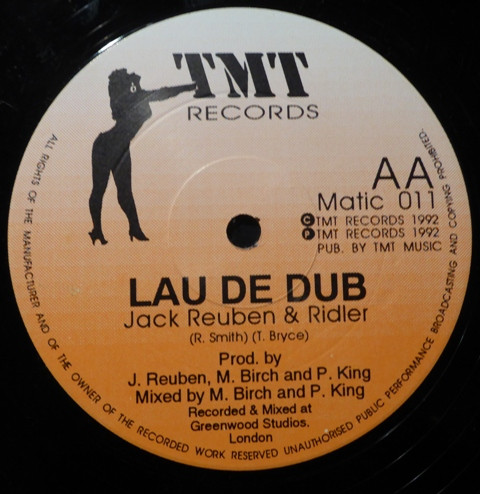 TMT
RECORDS
AA
Matic 011
C TMT RECORDS 1992
P TMT RECORDS 1992
PUB. BY TMT MUSIC
LAU DE DUB
Jack Reuben & Ridler
(R. Smith) (T. Bryce)
Prod. by
J. Reuben, M. Birch and P. King
Mixed by M. Birch and P. King
Recorded & Mixed at
Greenwood Studios.
London
ALL RIGHTS OF THE MANUFACTURER AND OF THE OWNER OF THE RECORDED WORK RESERVED UNAUTHORISED PUBLIC PERFORMANCE BROADCASTING AND COPYING PROHIBITED.